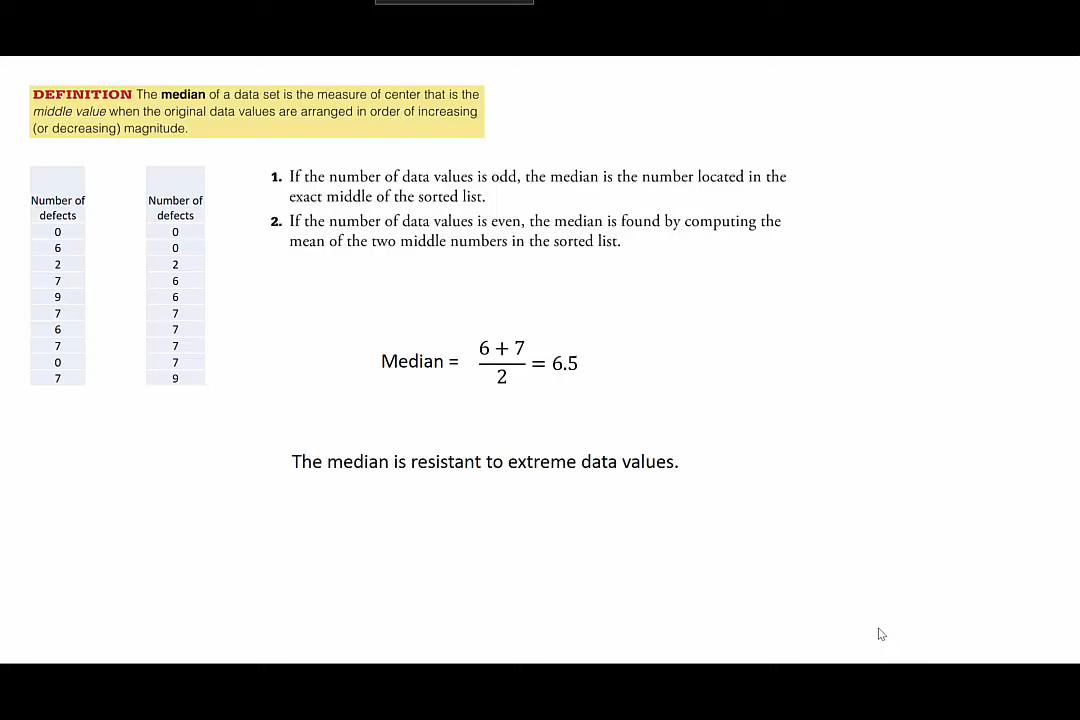 DEFINITION The median of a data set is the measure of center that is the
middle value when the original data values are arranged in order of increasing
(or decreasing) magnitude.
Number of
defects
0
6
2
7
9
7
6
7
0
7
Number of
defects
0
0
2
6
6
7
7
7
7
9
1. If the number of data values is odd, the median is the number located in the
exact middle of the sorted list.
2. If the number of data values is even, the median is found by computing the
mean of the two middle numbers in the sorted list.
Median = (6 + 7)/2 = 6.5
The median is resistant to extreme data values.